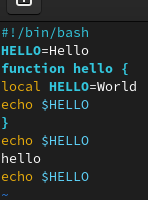 #!/bin/bash
HELLO=Hello
function hello {
local HELLO=World
echo $HELLO
}
echo $HELLO
hello
echo $HELLO
~